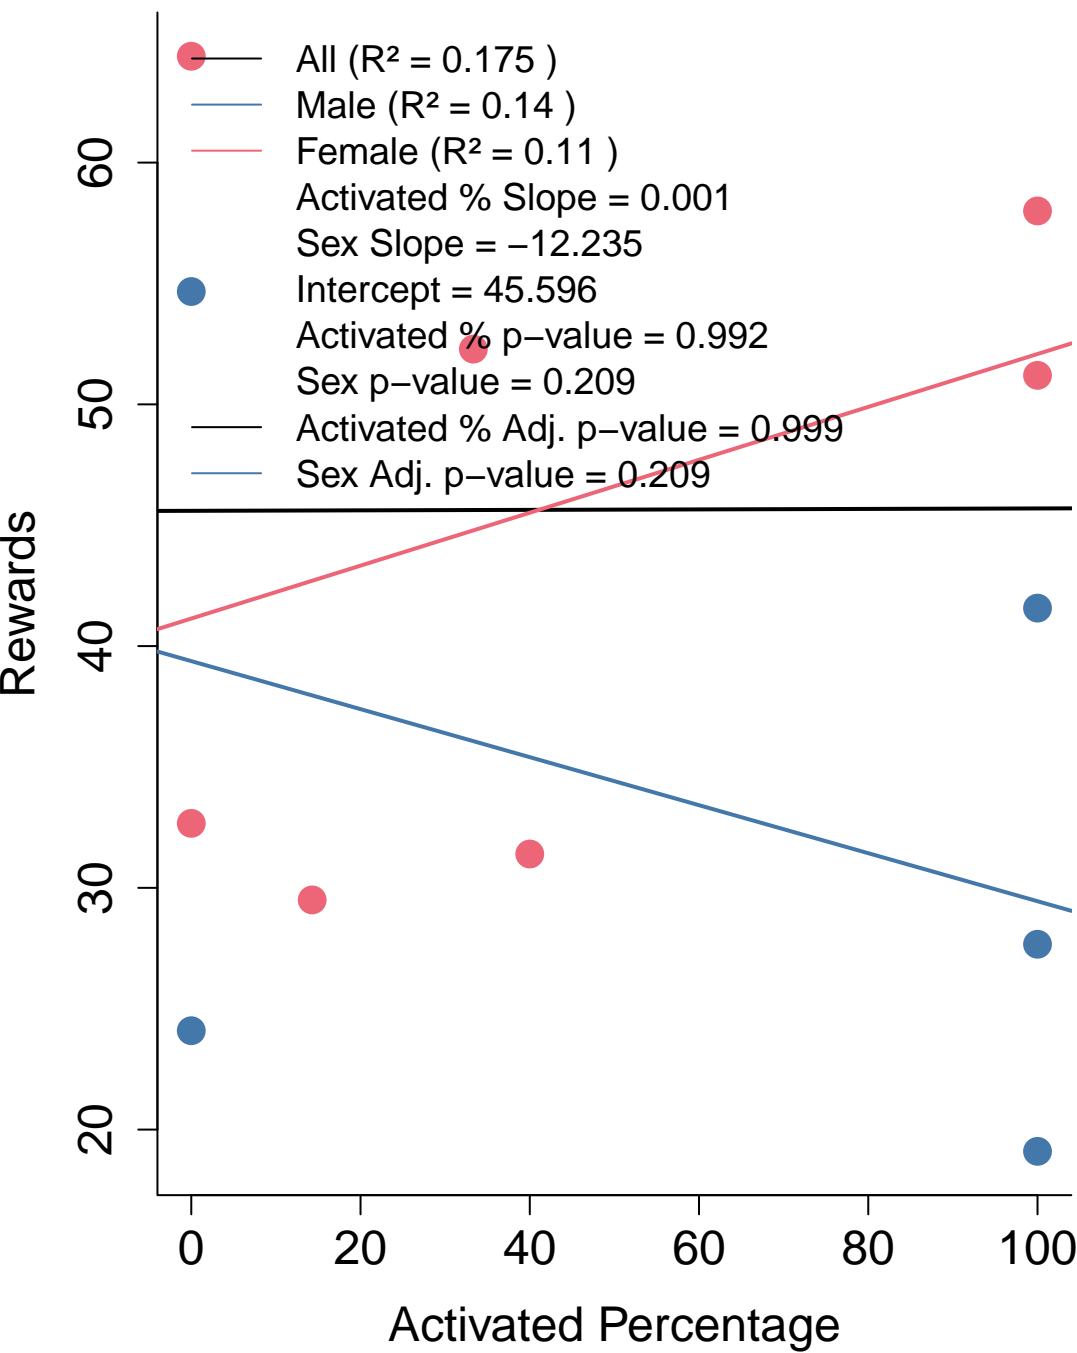 All (R² = 0.175 )
Male (R² = 0.14 )
Female (R² = 0.11 )
Activated % Slope = 0.001
Sex Slope = −12.235
Intercept = 45.596
Activated % p−value = 0.992
Sex p−value = 0.209
Activated % Adj. p−value = 0.999
Sex Adj. p−value = 0.209
Rewards
60
50
40
30
20
0 20 40 60 80 100
Activated Percentage